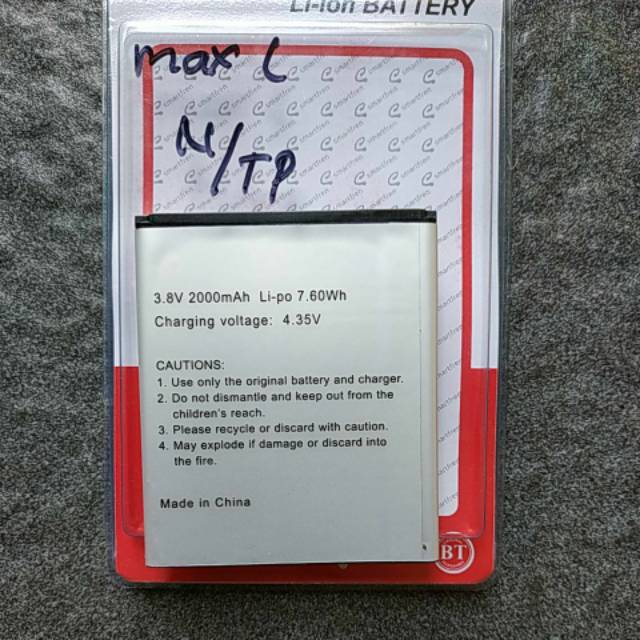 Li-Ion BATTERY
max L
N/TP
smartfren
3.8V 2000mAh Li-po 7.60Wh
Charging voltage: 4.35V
CAUTIONS:
1. Use only the original battery and charger.
2. Do not dismantle and keep out from the
children's reach.
3. Please recycle or discard with caution.
4. May explode if damage or discard into
the fire.
Made in China
BT